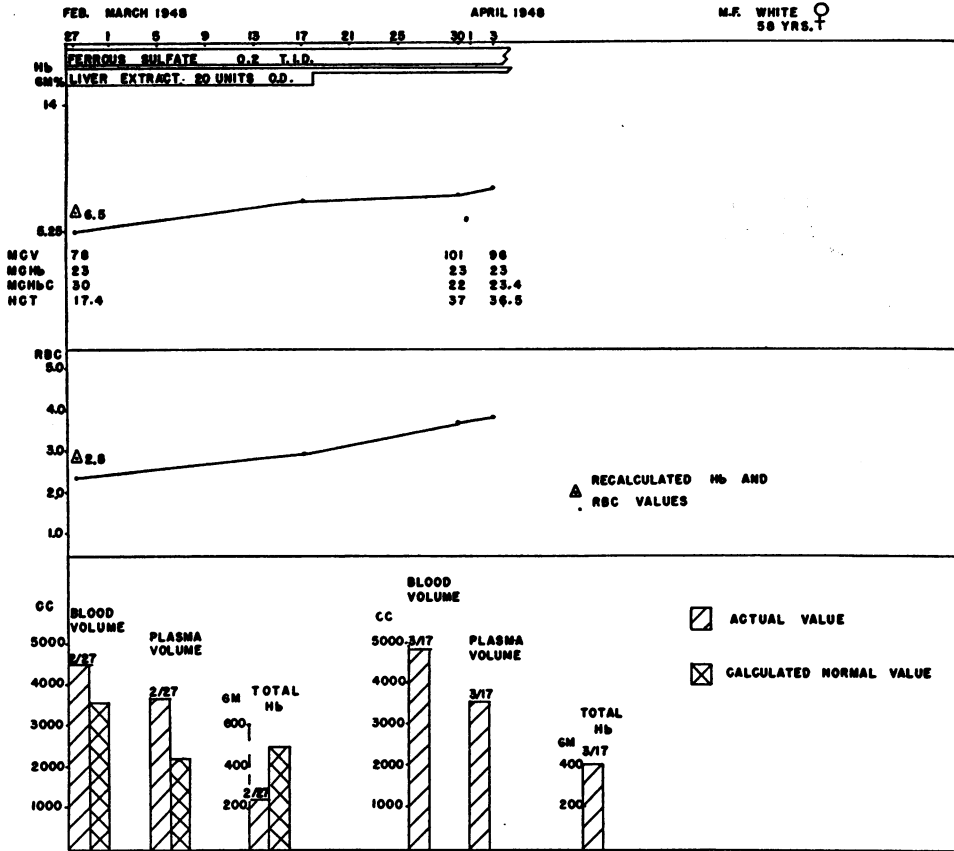 FEB. MARCH 1948 APRIL 1948 M.F. WHITE ♀
58 YRS.
27 1 5 9 13 17 21 25 30 1 3
FERROUS SULFATE 0.2 T.I.D.
LIVER EXTRACT- 20 UNITS O.D.
Hb
GM%
14
△ 6.5
5.25
MCV 78 101 96
MCHb 23 23 23
MCHbC 30 22 23.4
HCT 17.4 37 36.5
RBC
5.0
4.0
3.0
△ 2.8
2.0
1.0
△ RECALCULATED Hb AND
RBC VALUES
CC
BLOOD
VOLUME
5000
4000
3000
2000
1000
2/27
PLASMA
VOLUME
2/27
TOTAL
Hb
GM
600
400
200
2/27
BLOOD
VOLUME
CC
5000
4000
3000
2000
1000
3/17
PLASMA
VOLUME
3/17
TOTAL
Hb
GM
3/17
400
200
ACTUAL VALUE
CALCULATED NORMAL VALUE